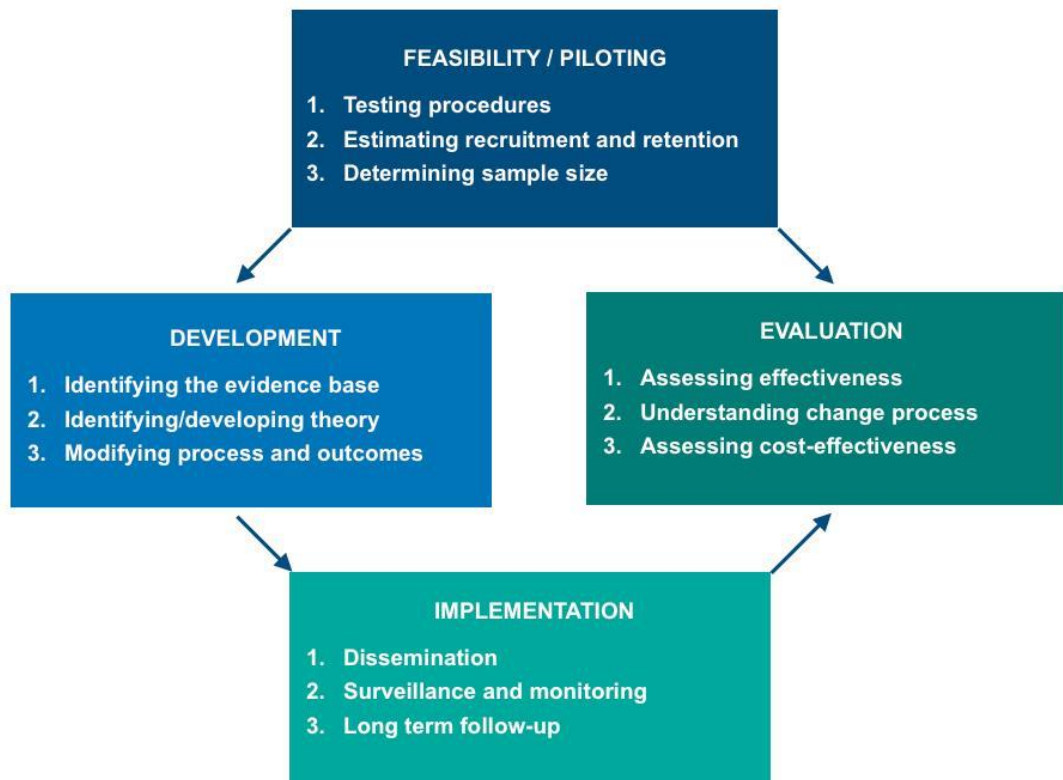 FEASIBILITY / PILOTING
1. Testing procedures
2. Estimating recruitment and retention
3. Determining sample size
DEVELOPMENT
1. Identifying the evidence base
2. Identifying/developing theory
3. Modifying process and outcomes
EVALUATION
1. Assessing effectiveness
2. Understanding change process
3. Assessing cost-effectiveness
IMPLEMENTATION
1. Dissemination
2. Surveillance and monitoring
3. Long term follow-up